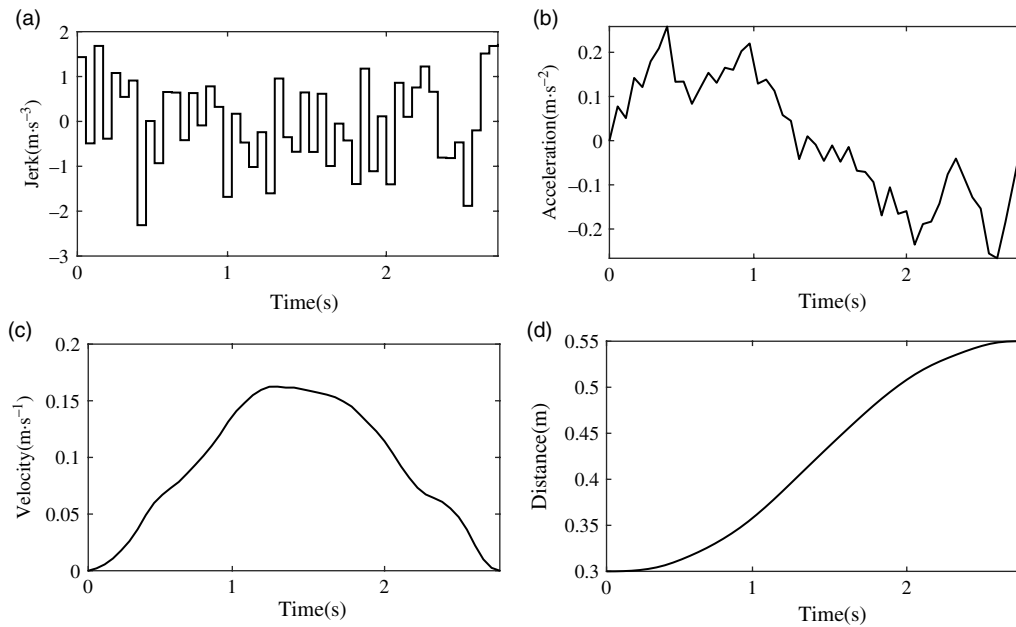 (a)
2
1
0
−1
−2
−3
Jerk(m·s⁻³)
0 1 2
Time(s)
(b)
0.2
0.1
0
−0.1
−0.2
Acceleration(m·s⁻²)
0 1 2
Time(s)
(c)
0.2
0.15
0.1
0.05
0
Velocity(m·s⁻¹)
0 1 2
Time(s)
(d)
0.55
0.5
0.45
0.4
0.35
0.3
Distance(m)
0 1 2
Time(s)